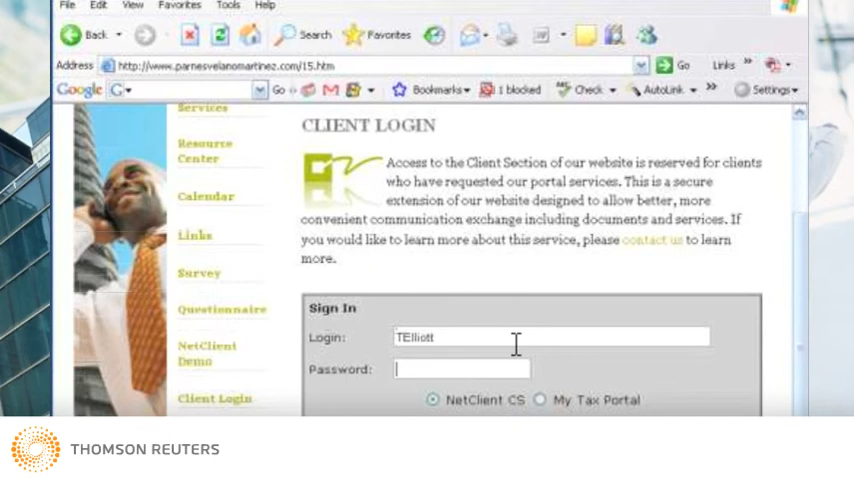 File Edit View Favorites Tools Help
Back Search Favorites
Address http://www.parnesvelanomartinez.com/15.htm Go Links »
Google G Go Bookmarks 1 blocked Check AutoLink » Settings
Services
Resource
Center
Calendar
Links
Survey
Questionnaire
NetClient
Demo
Client Login
CLIENT LOGIN
Access to the Client Section of our website is reserved for clients
who have requested our portal services. This is a secure
extension of our website designed to allow better, more
convenient communication exchange including documents and services. If
you would like to learn more about this service, please contact us to learn
more.
Sign In
Login: TElliott
Password:
NetClient CS My Tax Portal
THOMSON REUTERS